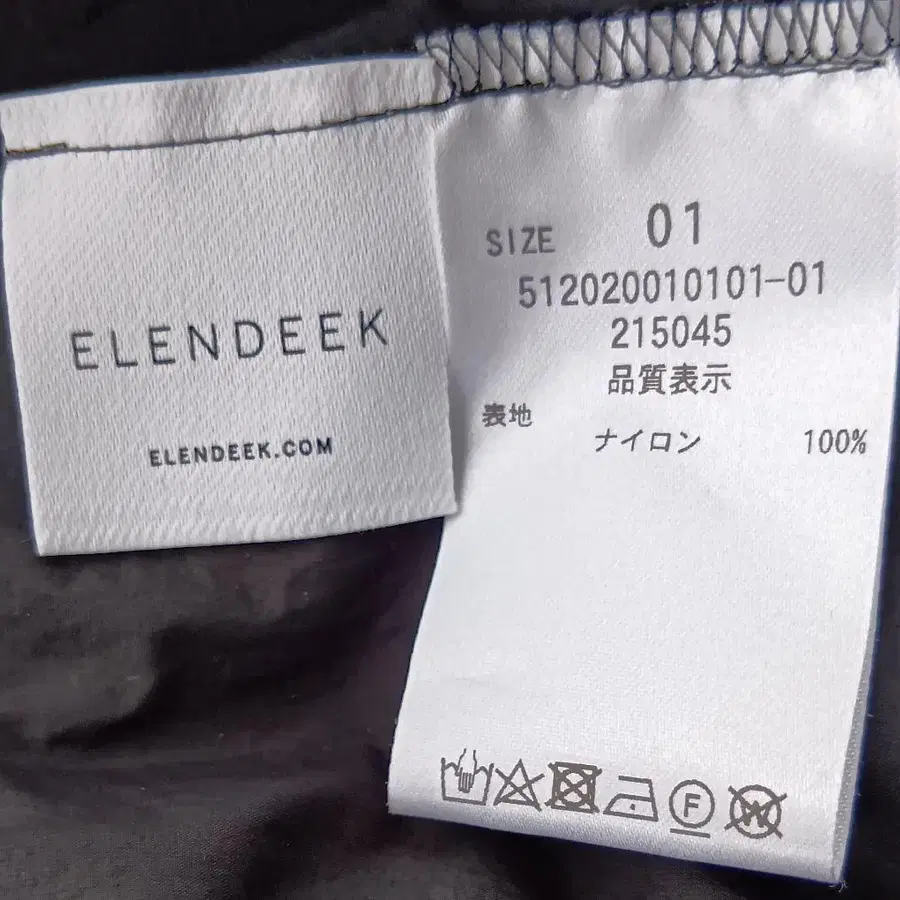 ELENDEEK
ELENDEEK.COM
SIZE 01
512020010101-01
215045
品質表示
表地
ナイロン 100%
F W